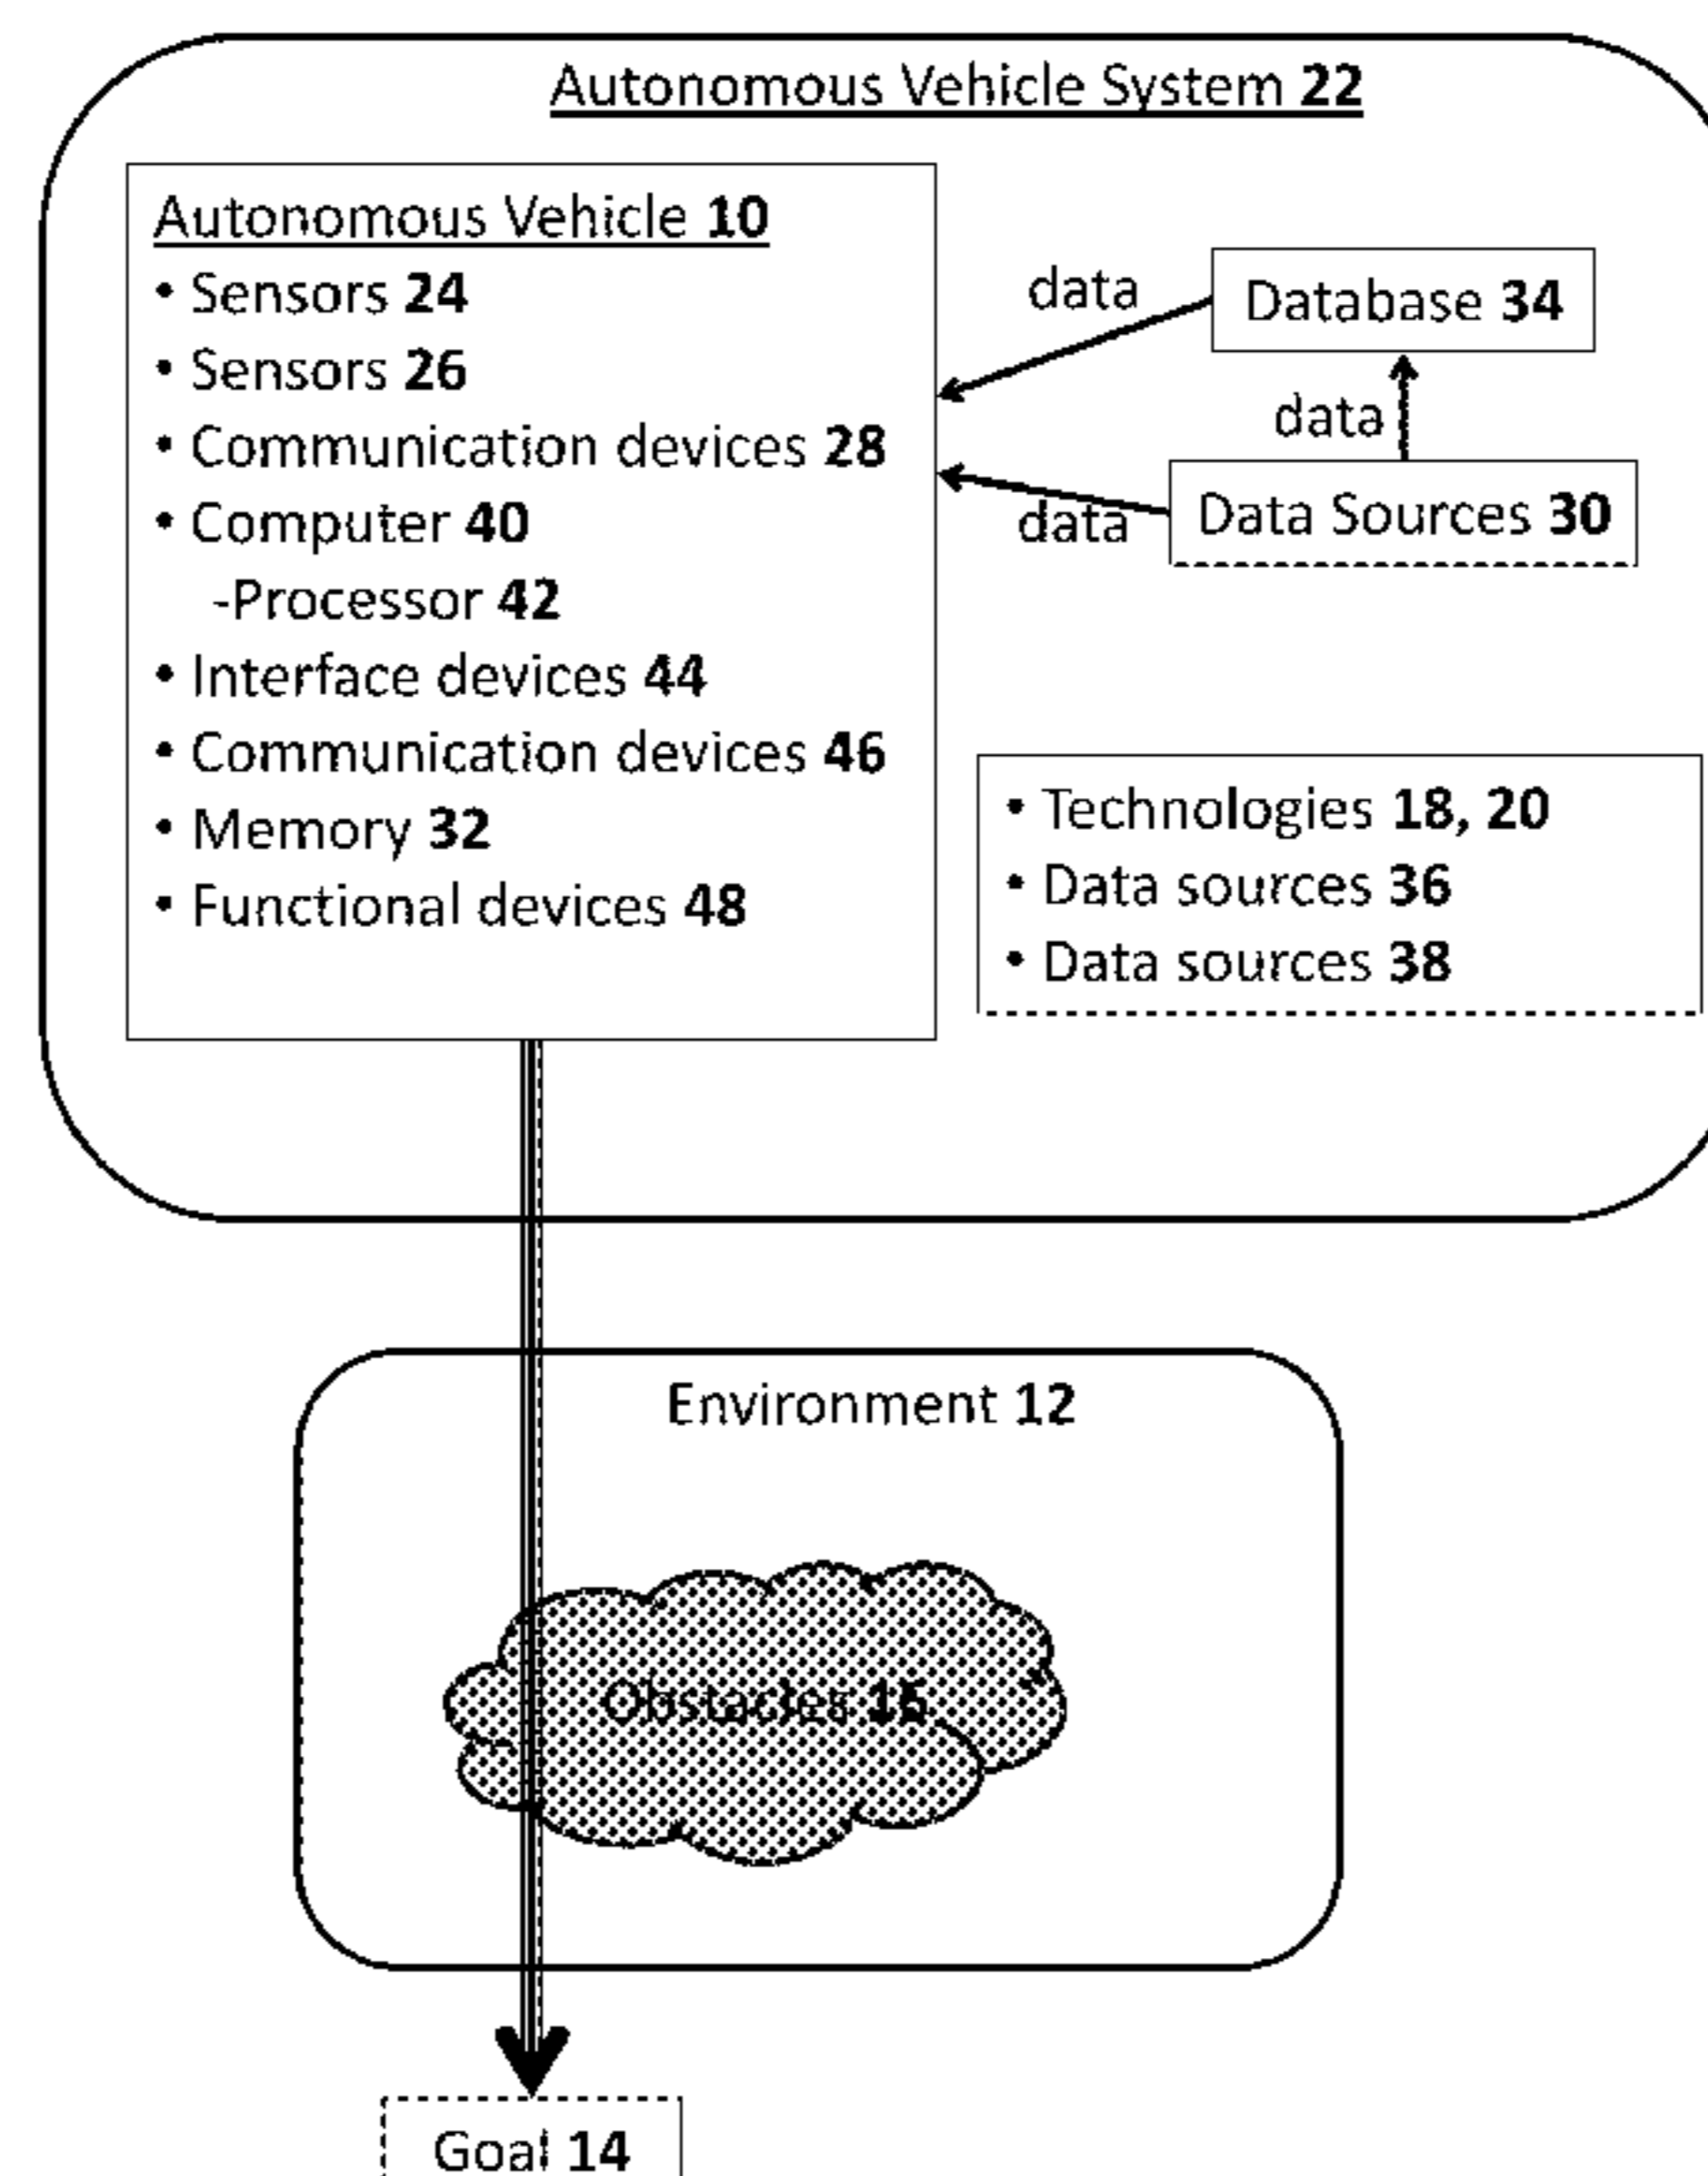 Autonomous Vehicle System 22
Autonomous Vehicle 10
• Sensors 24
• Sensors 26
• Communication devices 28
• Computer 40
-Processor 42
• Interface devices 44
• Communication devices 46
• Memory 32
• Functional devices 48
data
Database 34
data
data
Data Sources 30
• Technologies 18, 20
• Data sources 36
• Data sources 38
Environment 12
Obstacles 16
Goal 14